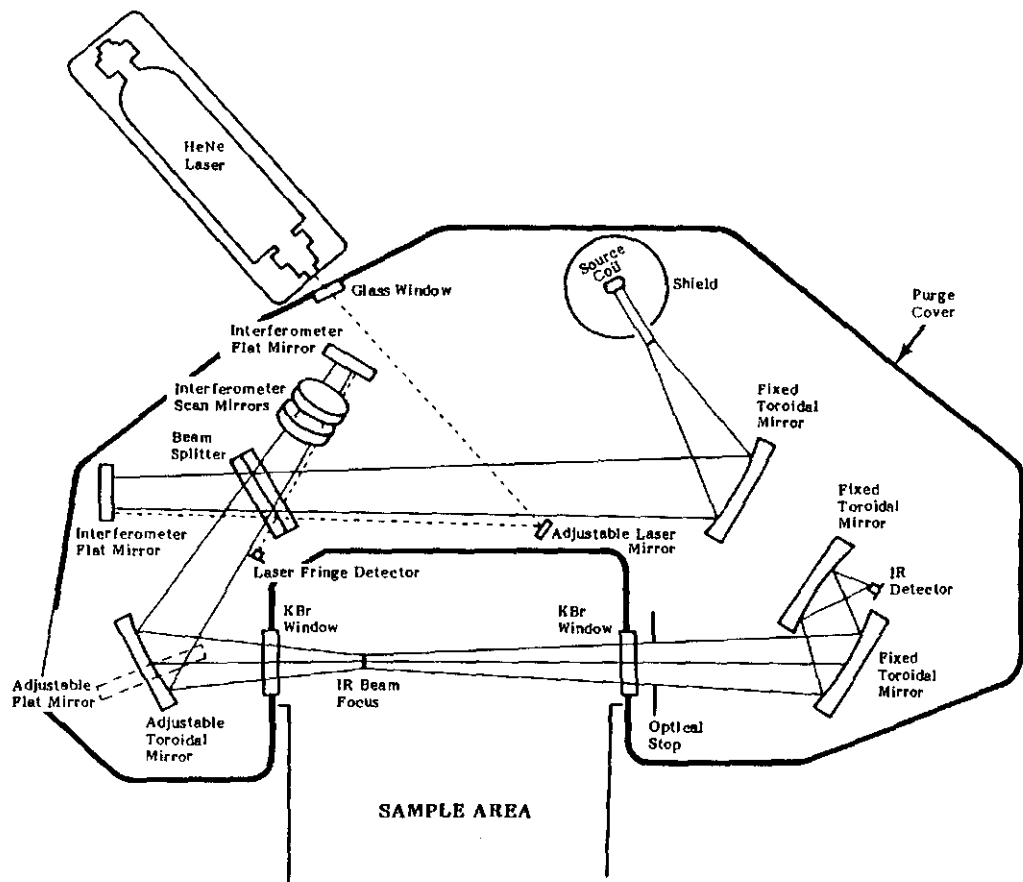 HeNe
Laser
Source
Coil
Shield
Glass Window
Purge
Cover
Interferometer
Flat Mirror
Interferometer
Scan Mirrors
Fixed
Toroidal
Mirror
Beam
Splitter
Fixed
Toroidal
Mirror
Interferometer
Flat Mirror
Adjustable Laser
Mirror
Laser Fringe Detector
IR
Detector
KBr
Window
KBr
Window
Fixed
Toroidal
Mirror
Adjustable
Flat Mirror
IR Beam
Focus
Adjustable
Toroidal
Mirror
Optical
Stop
SAMPLE AREA